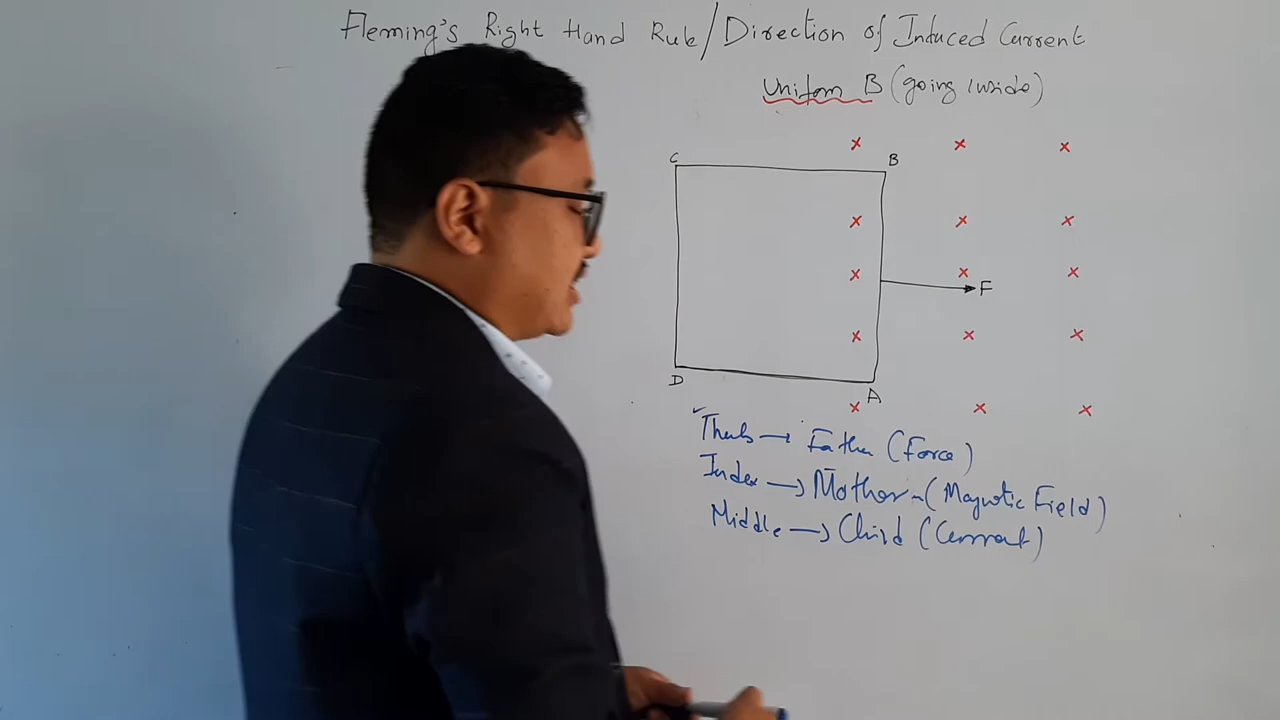 Fleming's Right Hand Rule/Direction of Induced Current
Uniform B (going inside)
C
B
F
D
A
Thumb → Father (Force)
Index → Mother - (Magnetic Field)
Middle → Child (Current)